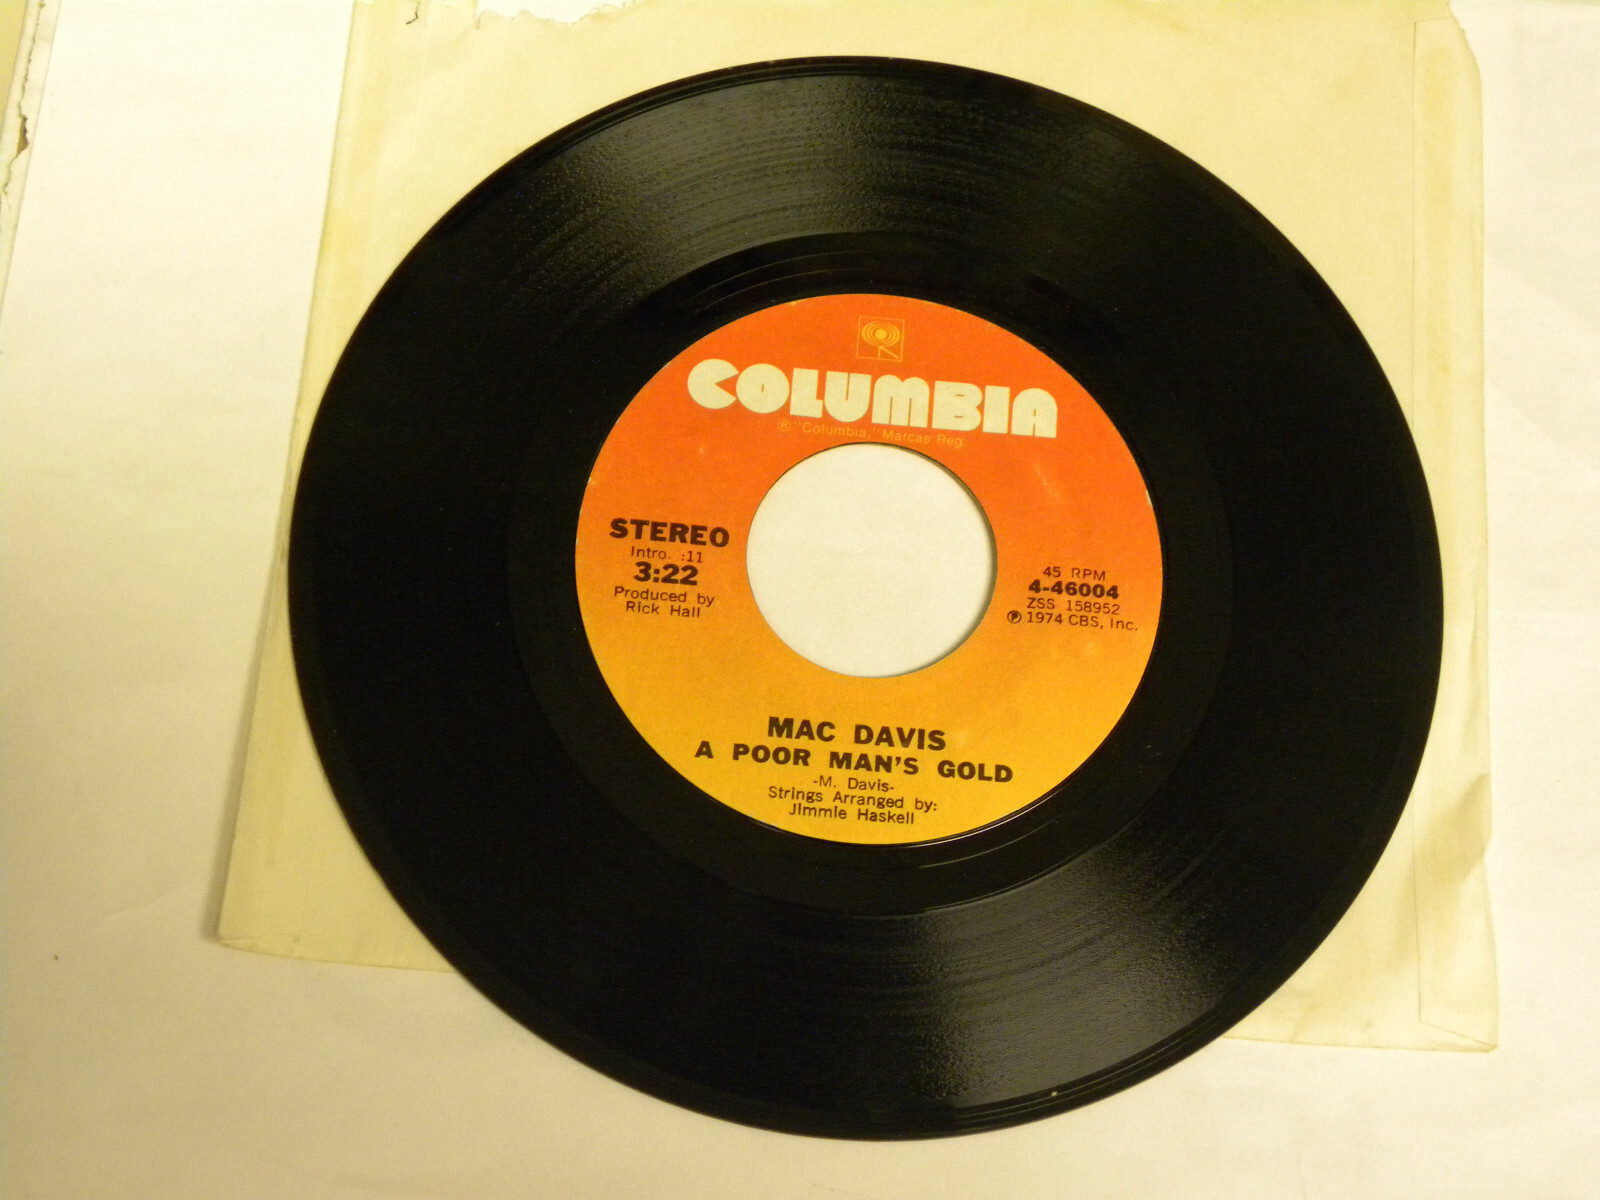 COLUMBIA
® "Columbia," Marcas Reg.
STEREO
Intro. :11
3:22
Produced by
Rick Hall
45 RPM
4-46004
ZSS 158952
℗ 1974 CBS, Inc.
MAC DAVIS
A POOR MAN'S GOLD
-M. Davis-
Strings Arranged by:
Jimmie Haskell